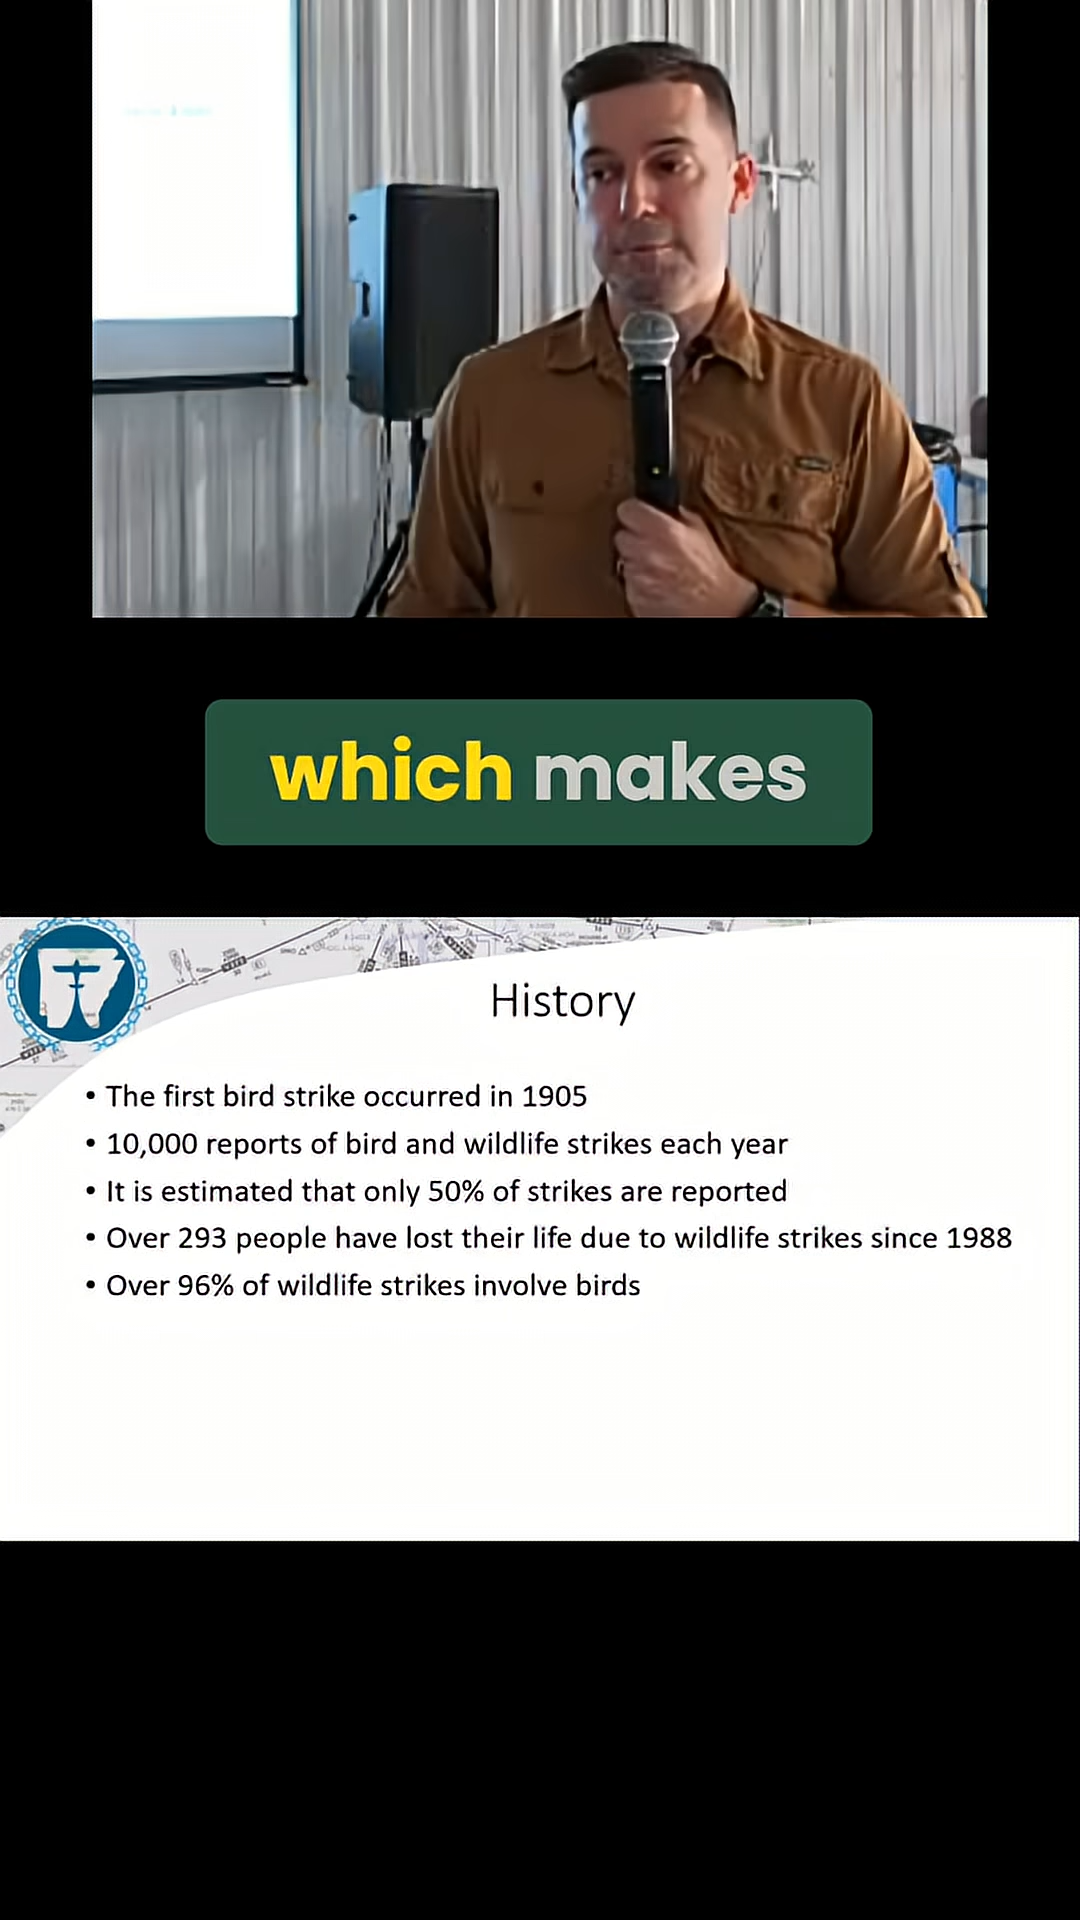 which makes
History
• The first bird strike occurred in 1905
• 10,000 reports of bird and wildlife strikes each year
• It is estimated that only 50% of strikes are reported
• Over 293 people have lost their life due to wildlife strikes since 1988
• Over 96% of wildlife strikes involve birds